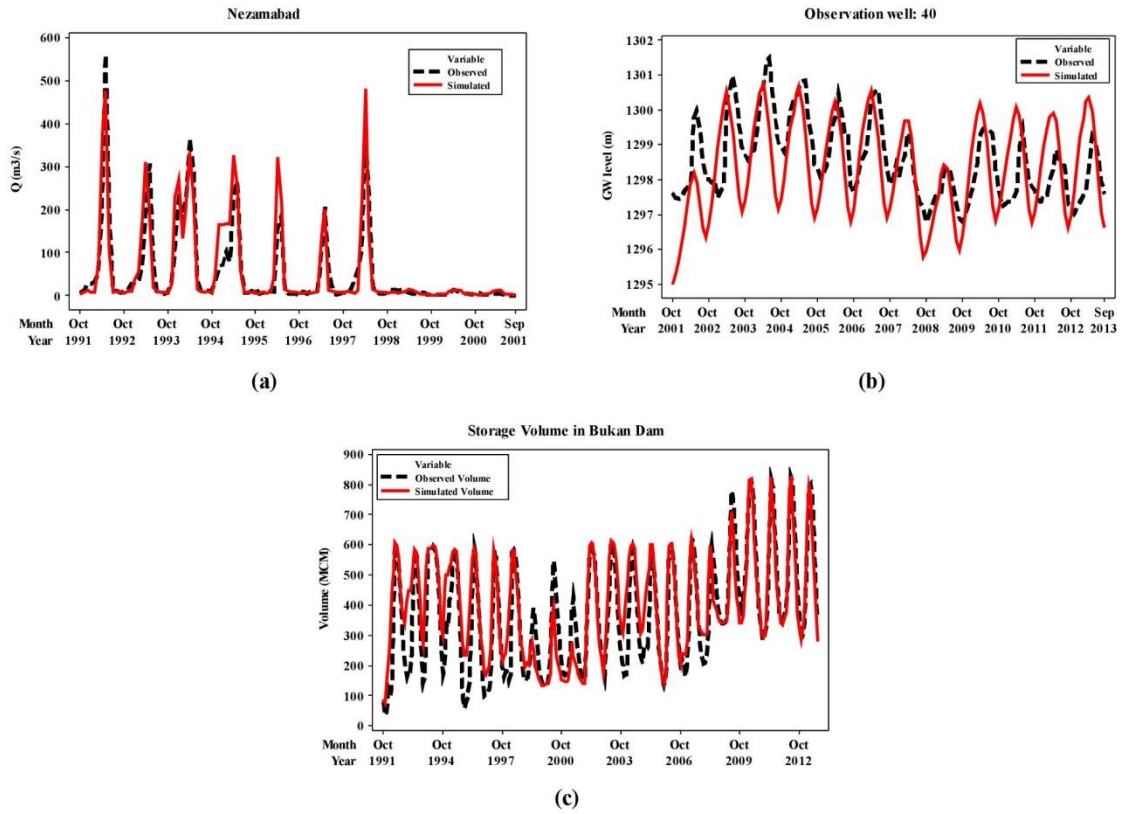 Nezamabad
Q (m3/s)
600
500
400
300
200
100
0
Variable
Observed
Simulated
Month Oct Oct Oct Oct Oct Oct Oct Oct Oct Oct Sep
Year 1991 1992 1993 1994 1995 1996 1997 1998 1999 2000 2001
(a)
Observation well: 40
GW level (m)
1302
1301
1299
1298
1297
1296
1295
Variable
Observed
Simulated
Month Oct Oct Oct Oct Oct Oct Oct Oct Oct Oct Oct Oct Sep
Year 2001 2002 2003 2004 2005 2006 2007 2008 2009 2010 2011 2012 2013
(b)
Storage Volume in Bukan Dam
Volume (MCM)
900
800
700
600
500
400
300
200
100
0
Variable
Observed Volume
Simulated Volume
Month Oct Oct Oct Oct Oct Oct Oct Oct
Year 1991 1994 1997 2000 2003 2006 2009 2012
(c)